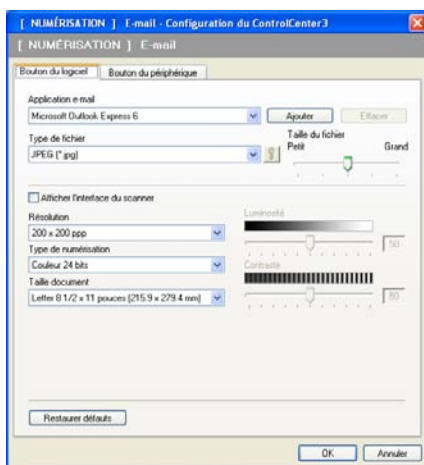 [ NUMÉRISATION ] E-mail - Configuration du ControlCenter3
[ NUMÉRISATION ] E-mail
Bouton du logiciel Bouton du périphérique
Application e-mail
Microsoft Outlook Express 6 Ajouter Effacer
Type de fichier Taille du fichier
Petit Grand
JPEG (*.jpg)
Afficher l'interface du scanner
Résolution Luminosité
200 x 200 ppp
Type de numérisation 50
Couleur 24 bits Contraste
Taille document
Letter 8 1/2 x 11 pouces (215.9 x 279.4 mm) 50
Restaurer défauts
OK Annuler